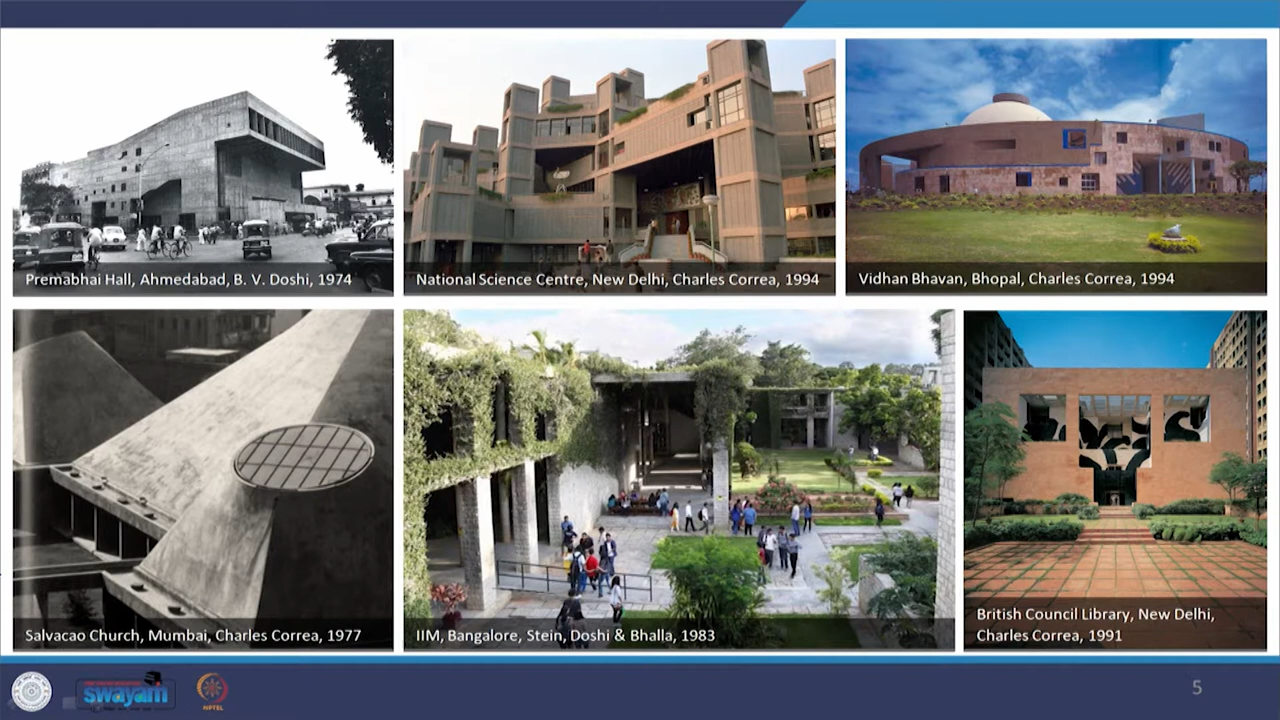 Premabhai Hall, Ahmedabad, B. V. Doshi, 1974
National Science Centre, New Delhi, Charles Correa, 1994
Vidhan Bhavan, Bhopal, Charles Correa, 1994
Salvacao Church, Mumbai, Charles Correa, 1977
IIM, Bangalore, Stein, Doshi & Bhalla, 1983
British Council Library, New Delhi,
Charles Correa, 1991
swayam
NPTEL
5